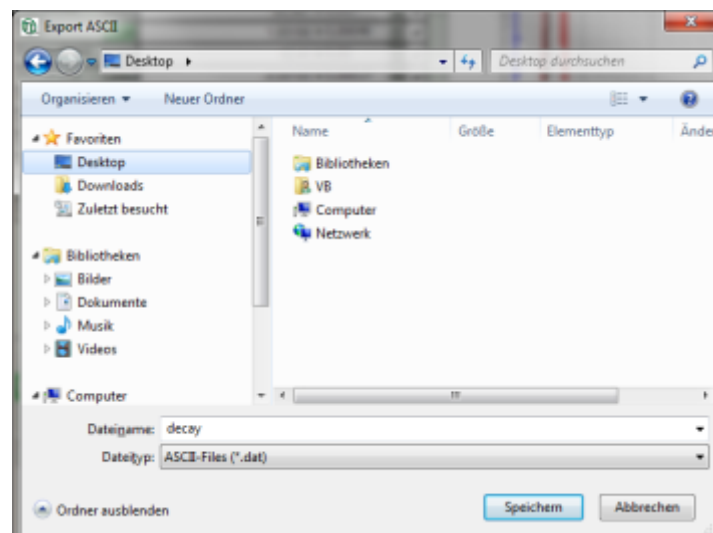 Export ASCII
Desktop
Desktop durchsuchen
Organisieren Neuer Ordner
Favoriten
Desktop
Downloads
Zuletzt besucht
Bibliotheken
Bilder
Dokumente
Musik
Videos
Computer
Name Größe Elementtyp Änder
Bibliotheken
VB
Computer
Netzwerk
Dateiname: decay
Dateityp: ASCII-Files (*.dat)
Ordner ausblenden Speichern Abbrechen